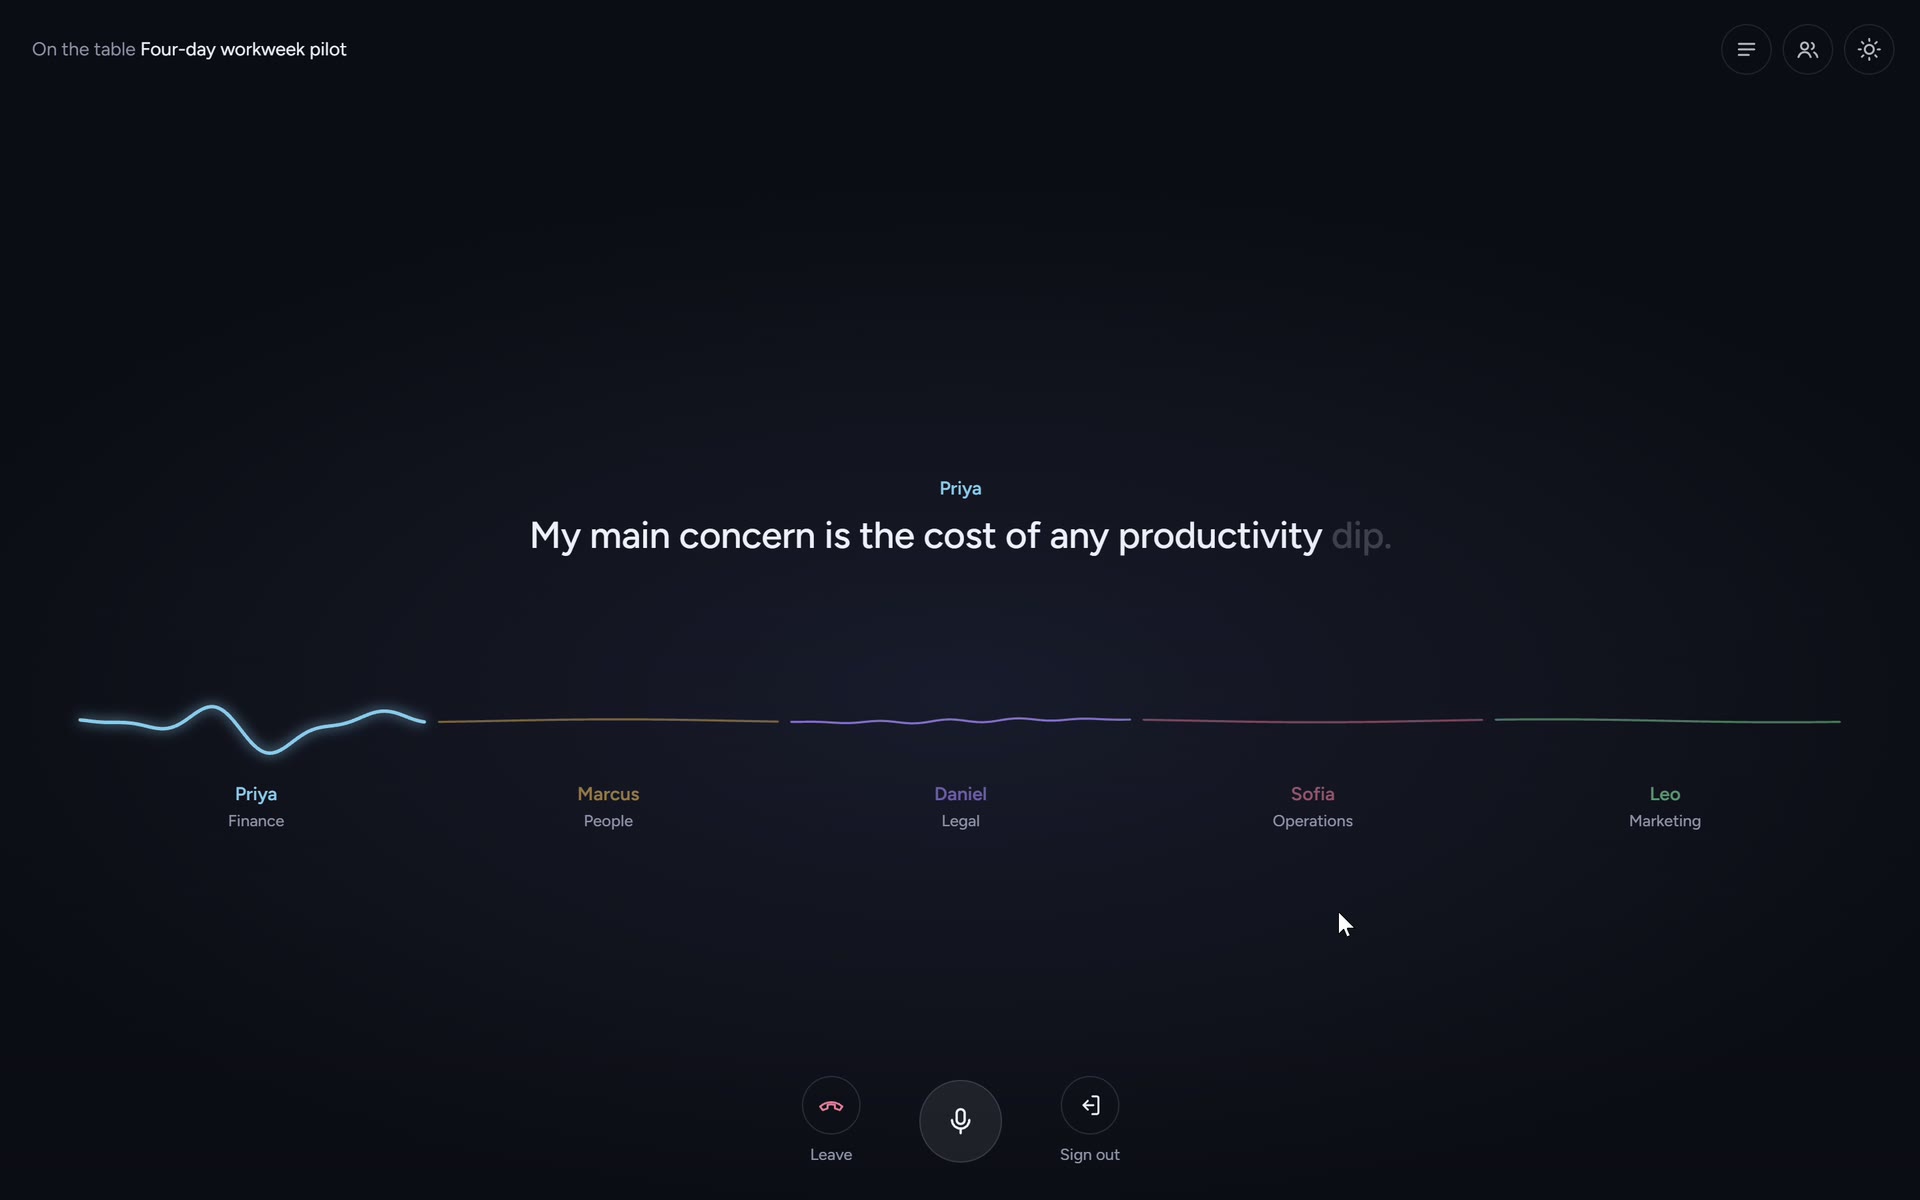 On the table Four-day workweek pilot
Priya
My main concern is the cost of any productivity dip.
Priya
Finance
Marcus
People
Daniel
Legal
Sofia
Operations
Leo
Marketing
Leave
Sign out